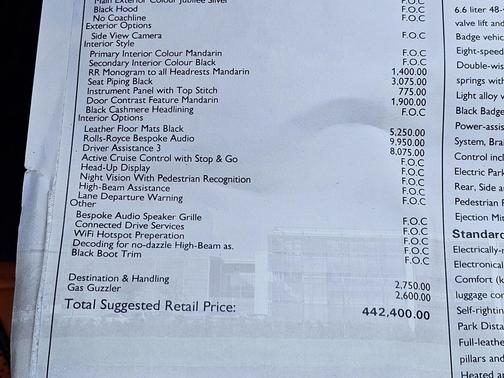 Main Exterior Colour Jubilee Silver
Black Hood F.O.C
No Coachline F.O.C
Exterior Options
Side View Camera F.O.C
Interior Style
Primary Interior Colour Mandarin F.O.C
Secondary Interior Colour Black F.O.C
RR Monogram to all Headrests Mandarin 1,400.00
Seat Piping Black 3,075.00
Instrument Panel with Top Stitch 775.00
Door Contrast Feature Mandarin 1,900.00
Black Cashmere Headlining F.O.C
Interior Options
Leather Floor Mats Black 5,250.00
Rolls-Royce Bespoke Audio 9,950.00
Driver Assistance 3 8,075.00
Active Cruise Control with Stop & Go F.O.C
Head-Up Display F.O.C
Night Vision With Pedestrian Recognition F.O.C
High-Beam Assistance F.O.C
Lane Departure Warning F.O.C
Other
Bespoke Audio Speaker Grille F.O.C
Connected Drive Services F.O.C
WiFi Hotspot Preperation F.O.C
Decoding for no-dazzle High-Beam as. F.O.C
Black Boot Trim F.O.C
Destination & Handling 2,750.00
Gas Guzzler 2,600.00
Total Suggested Retail Price: 442,400.00
6.6 liter 48-
valve lift and
Badge vehic
Eight-speed
Double-wis
springs with
Light alloy
Black Badge
Power-assis
System, Bra
Control inc
Electric Park
Rear, Side a
Pedestrian
Ejection Mit
Standard
Electrically-
Electronical
Comfort (k
luggage co
Self-rightin
Park Dista
Full-leathe
pillars and
Heated a